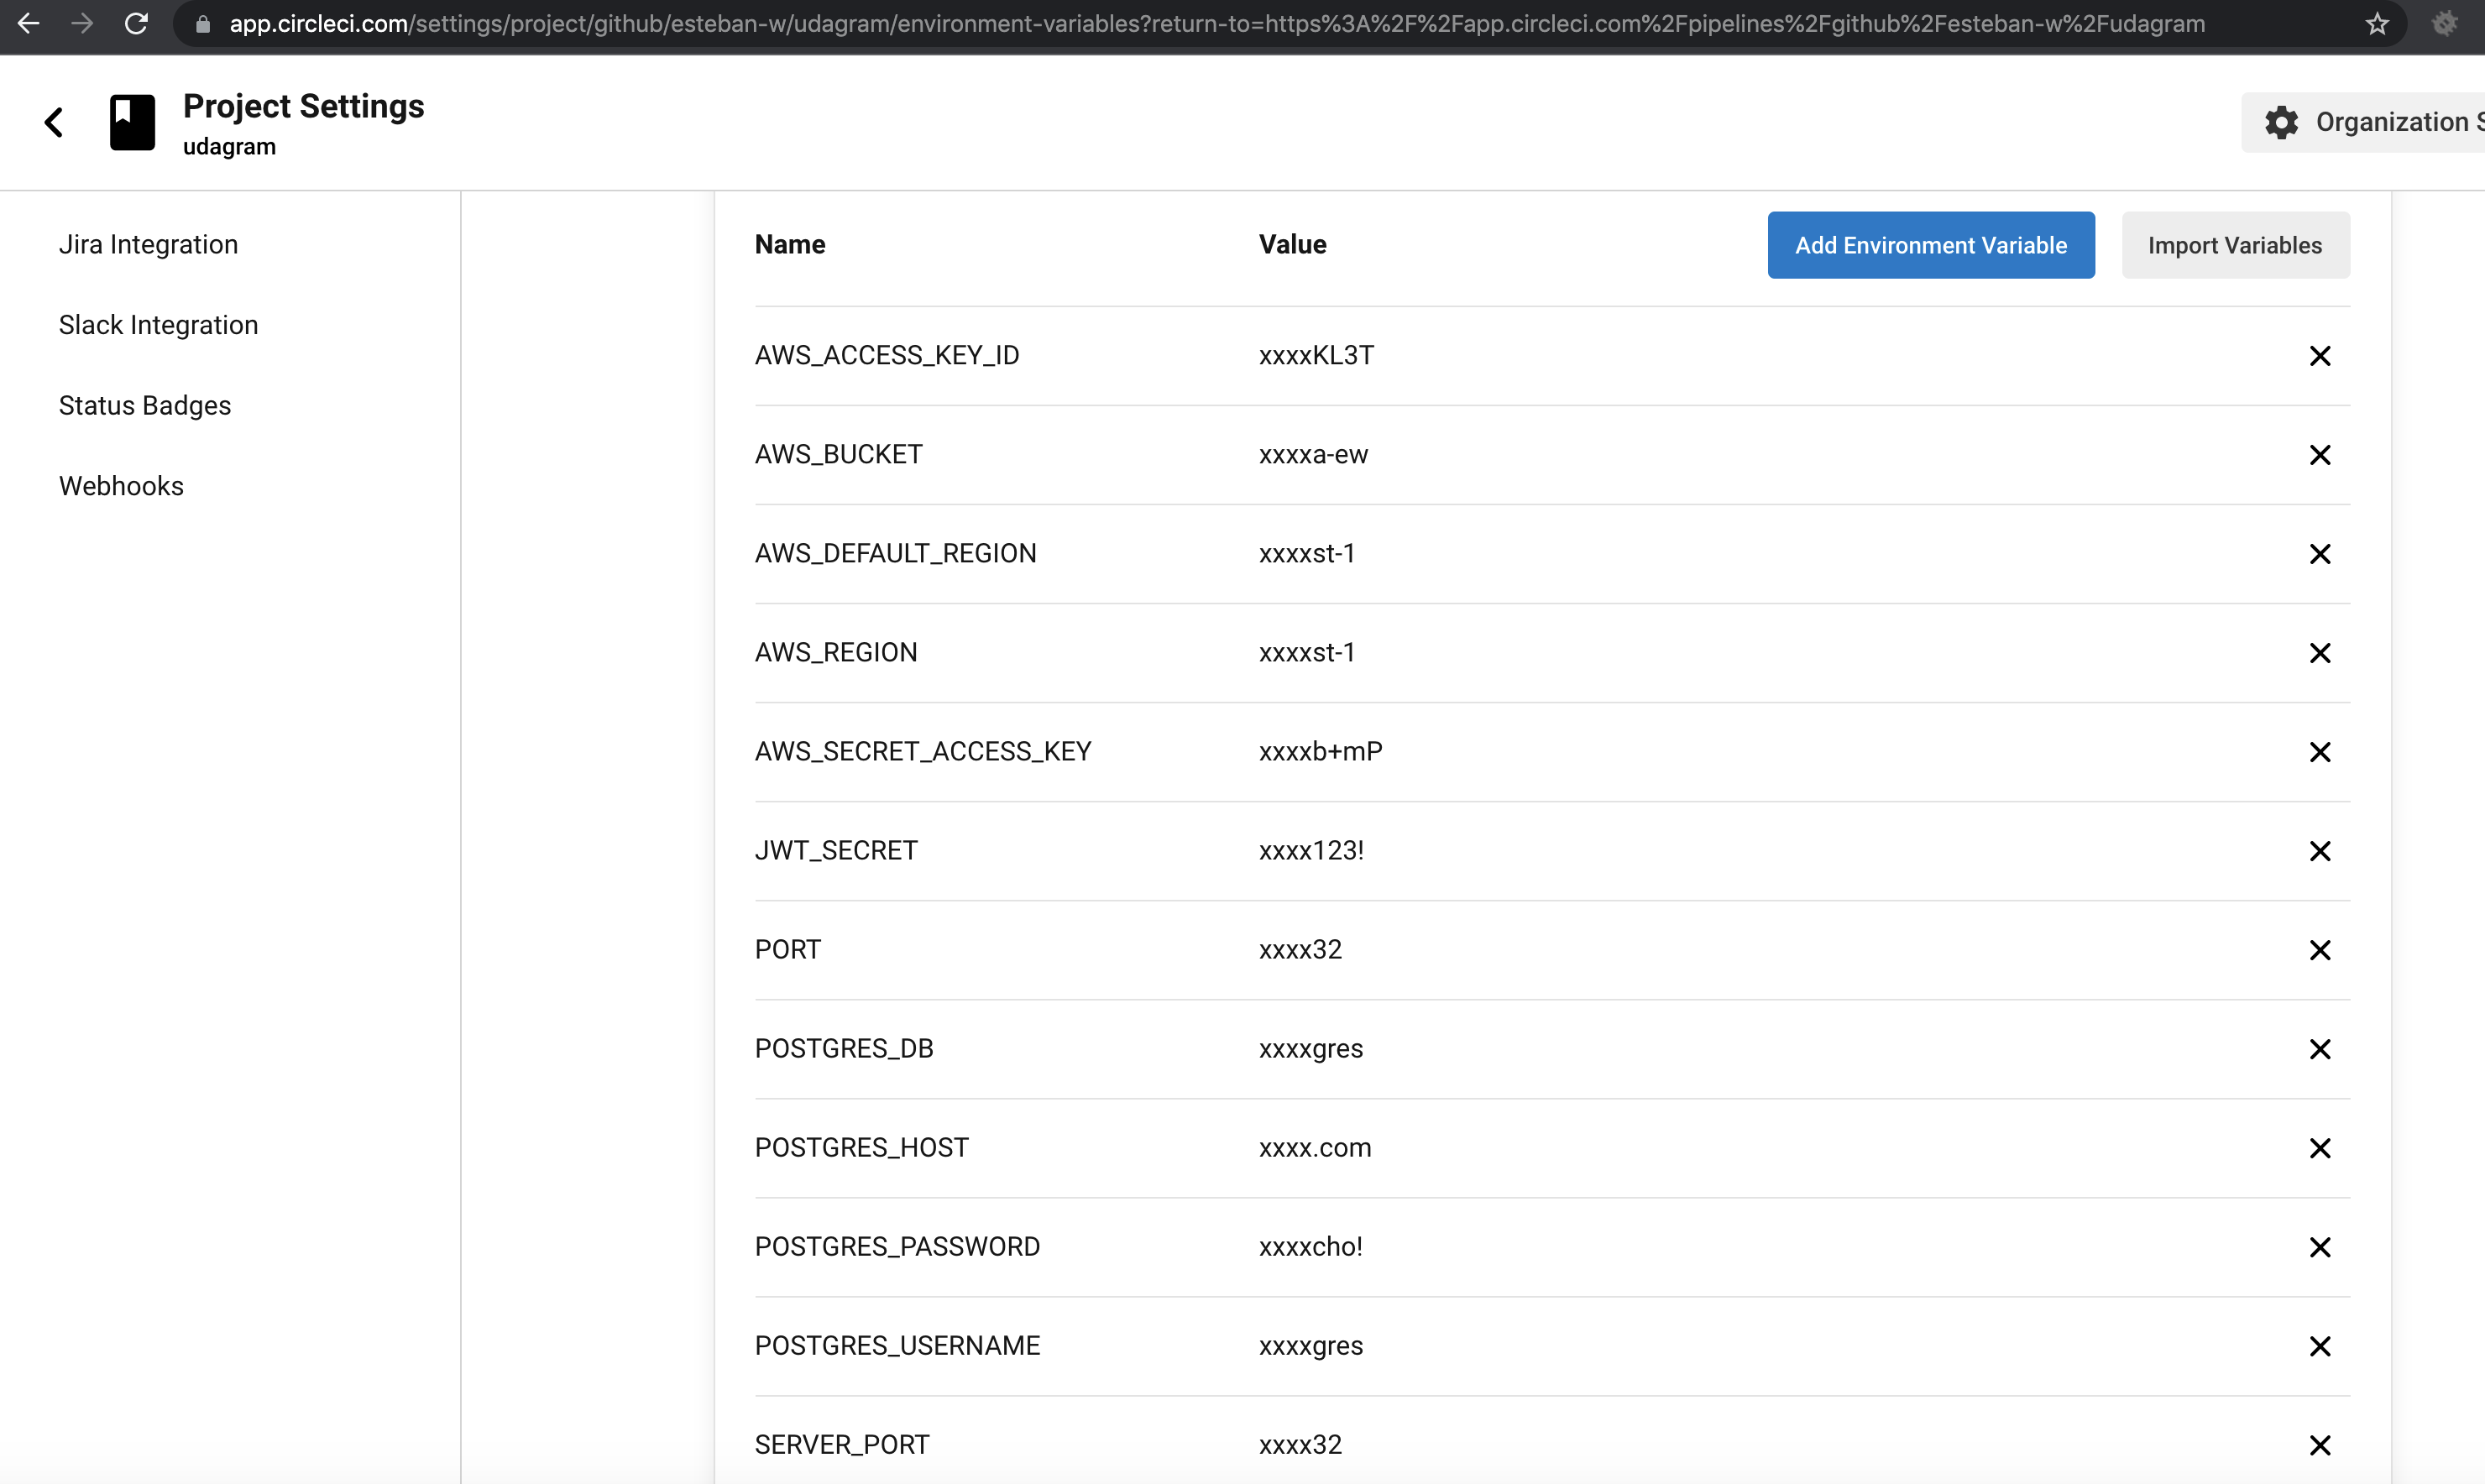 app.circleci.com/settings/project/github/esteban-w/udagram/environment-variables?return-to=https%3A%2F%2Fapp.circleci.com%2Fpipelines%2Fgithub%2Festeban-w%2Fudagram
Project Settings
udagram
Organization S
Jira Integration
Slack Integration
Status Badges
Webhooks
Name Value Add Environment Variable Import Variables
AWS_ACCESS_KEY_ID xxxxKL3T
AWS_BUCKET xxxxa-ew
AWS_DEFAULT_REGION xxxxst-1
AWS_REGION xxxxst-1
AWS_SECRET_ACCESS_KEY xxxxb+mP
JWT_SECRET xxxx123!
PORT xxxx32
POSTGRES_DB xxxxgres
POSTGRES_HOST xxxx.com
POSTGRES_PASSWORD xxxxcho!
POSTGRES_USERNAME xxxxgres
SERVER_PORT xxxx32